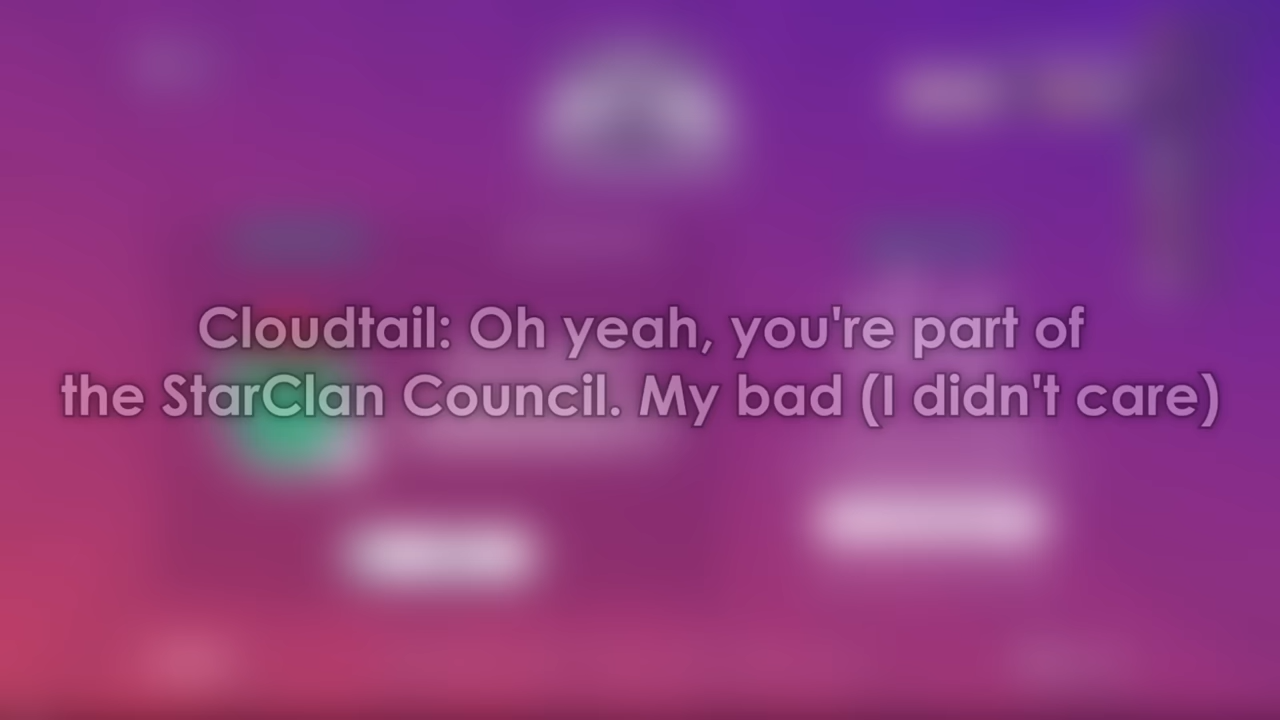 Cloudtail: Oh yeah, you're part of
the StarClan Council. My bad (I didn't care)